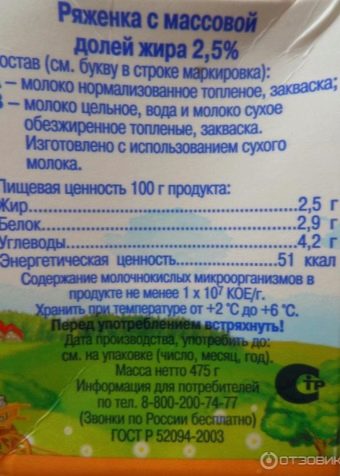 Ряженка с массовой
долей жира 2,5%
остав (см. букву в строке маркировка):
– молоко нормализованное топленое, закваска;
В – молоко цельное, вода и молоко сухое
обезжиренное топленые, закваска.
Изготовлено с использованием сухого
молока.
Пищевая ценность 100 г продукта:
Жир 2,5 г
Белок 2,9 г
Углеводы 4,2 г
Энергетическая ценность 51 ккал
Содержание молочнокислых микроорганизмов в
продукте не менее 1 х 10⁷ КОЕ/г.
Хранить при температуре от +2 °С до +6 °С.
Перед употреблением встряхнуть!
Дата производства, употребить до:
см. на упаковке (число, месяц, год).
Масса нетто 475 г
Информация для потребителей
по тел. 8-800-200-74-77
(Звонки по России бесплатно)
ГОСТ Р 52094-2003
СТР
ОТЗОВИК